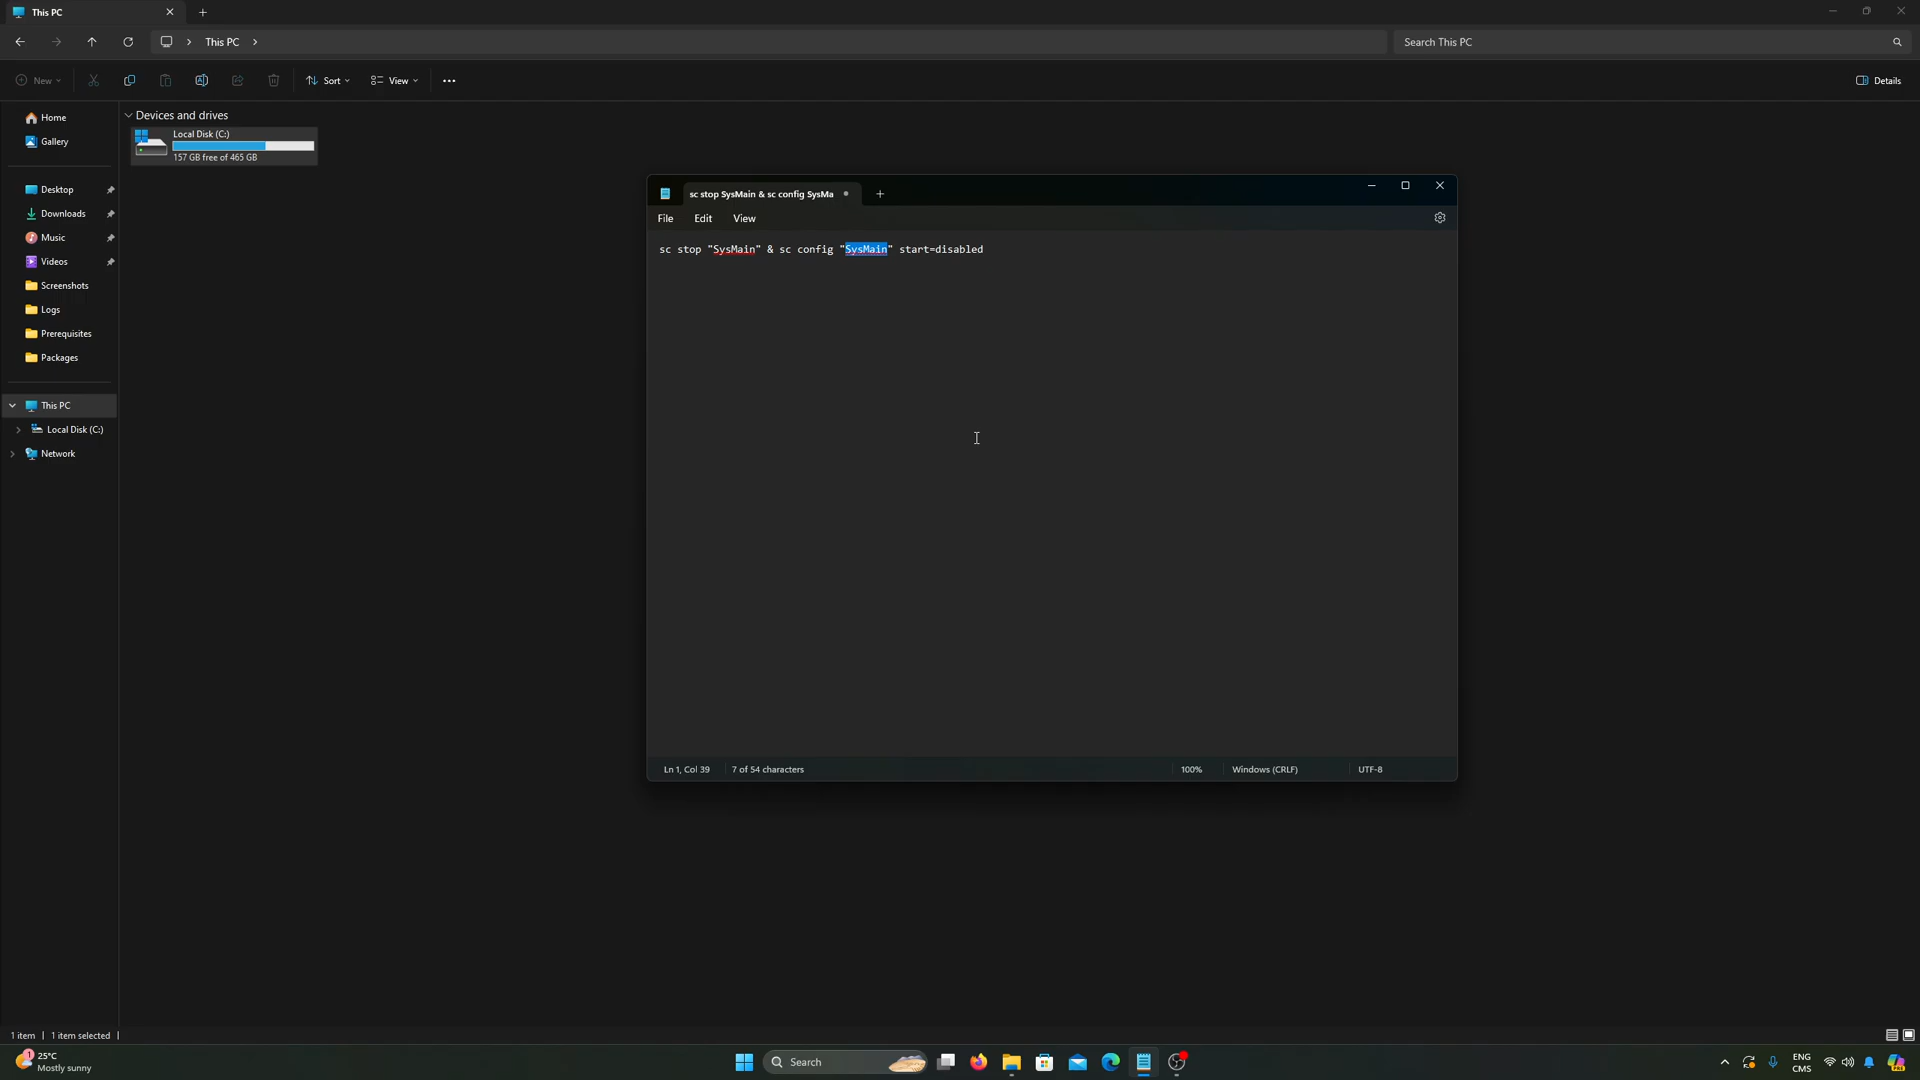 This PC
This PC
Search This PC
New
Sort
View
Details
Home
Gallery
Desktop
Downloads
Music
Videos
Screenshots
Logs
Prerequisites
Packages
This PC
Local Disk (C:)
Network
Devices and drives
Local Disk (C:)
157 GB free of 465 GB
sc stop SysMain & sc config SysMa
File
Edit
View
sc stop "SysMain" & sc config "SysMain" start=disabled
Ln 1, Col 39
7 of 54 characters
100%
Windows (CRLF)
UTF-8
1 item
1 item selected
1
25°C
Mostly sunny
Search
ENG
CMS
PRE